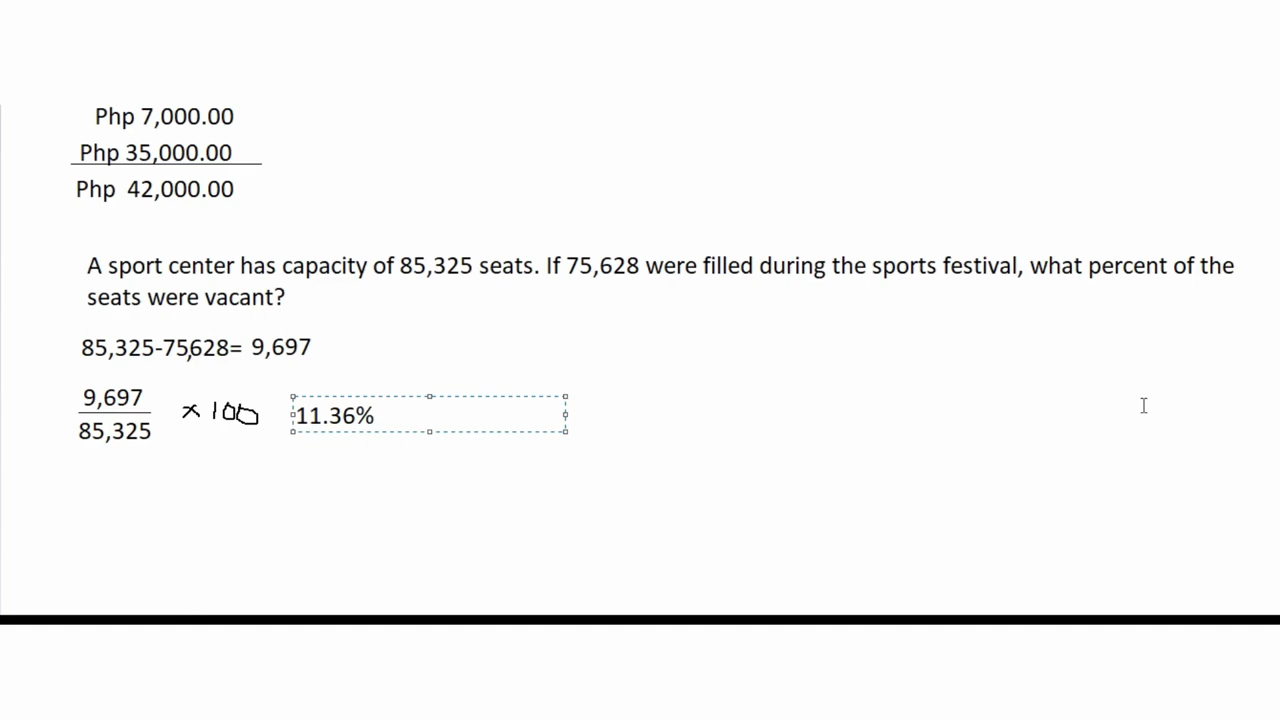 Php 7,000.00
Php 35,000.00
Php 42,000.00
A sport center has capacity of 85,325 seats. If 75,628 were filled during the sports festival, what percent of the
seats were vacant?
85,325-75,628= 9,697
9,697
85,325
x 100
11.36%